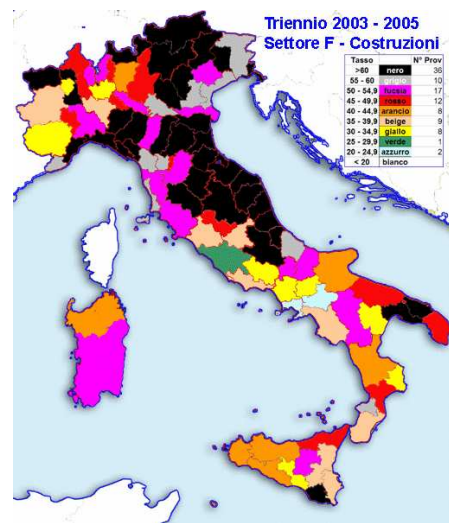 Triennio 2003 - 2005
Settore F - Costruzioni
Tasso N° Prov
>60 nero 36
55 - 60 grigio 10
50 - 54,9 fucsia 17
45 - 49,9 rosso 12
40 - 44,9 arancio 8
35 - 39,9 beige 9
30 - 34,9 giallo 8
25 - 29,9 verde 1
20 - 24,9 azzurro 2
< 20 bianco